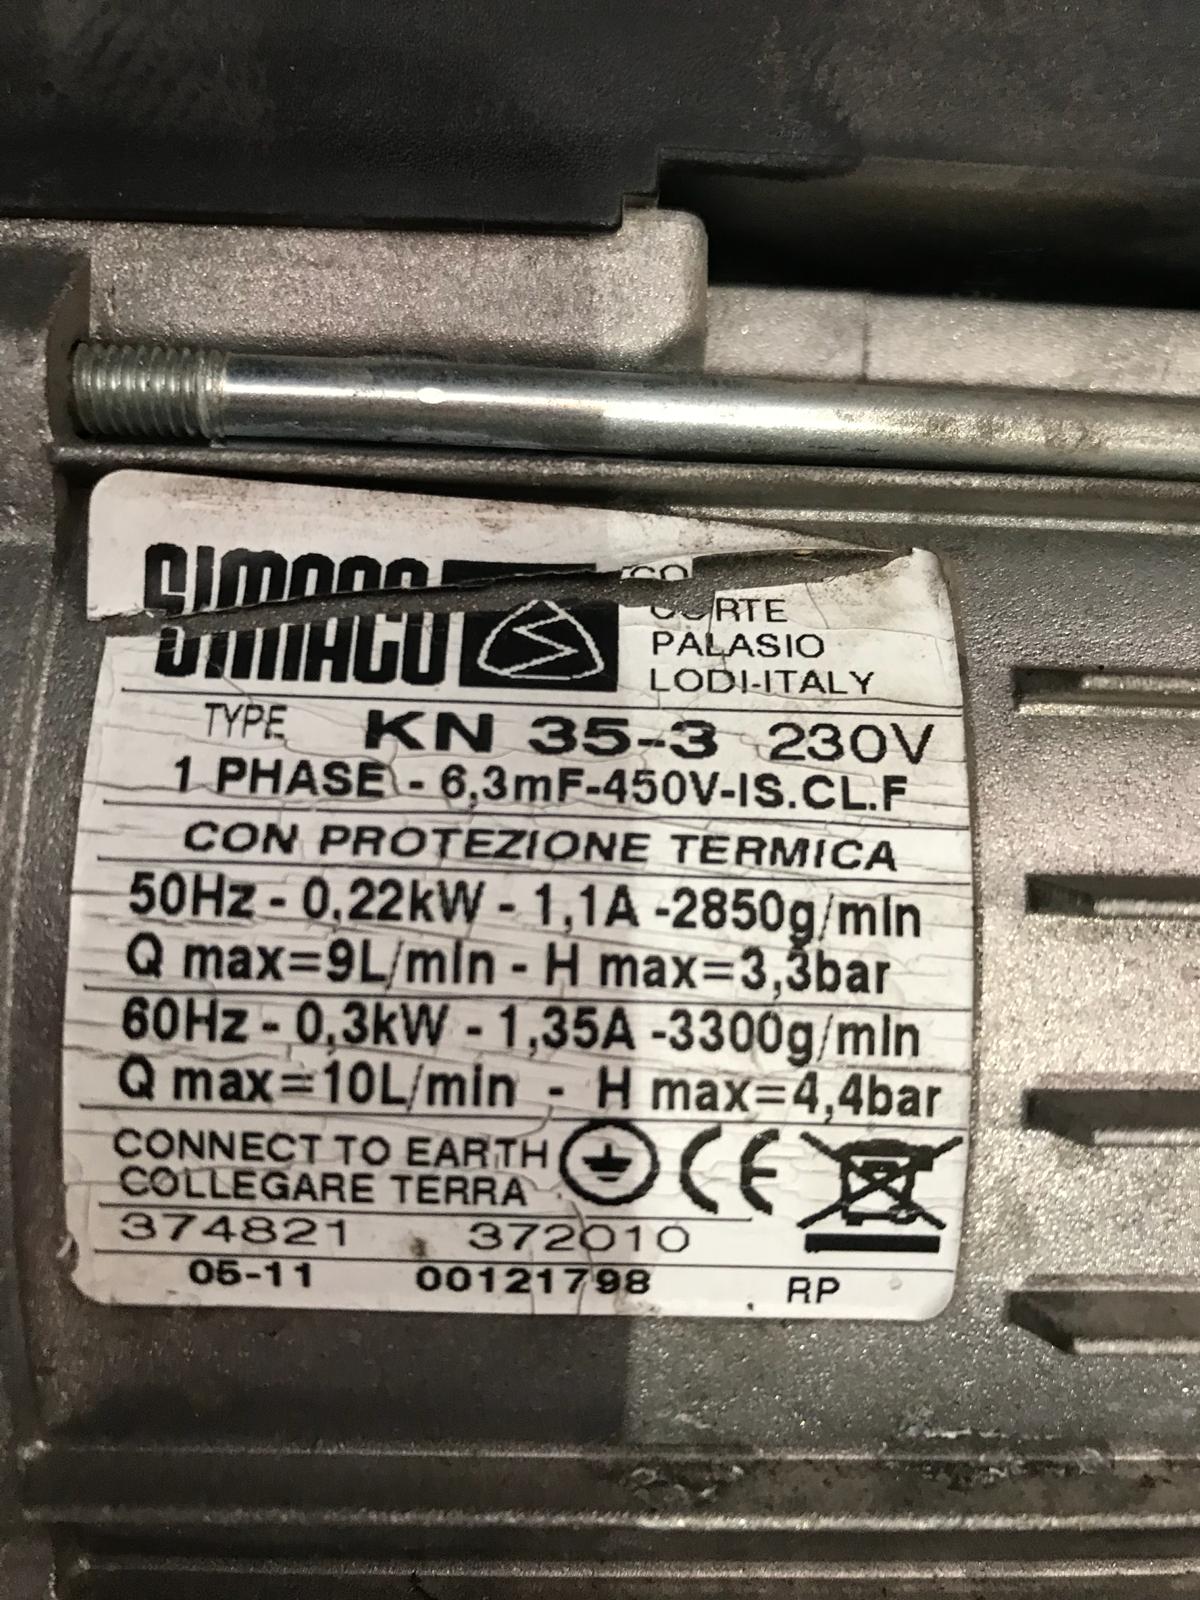 SIMACO
CORTE
PALASIO
LODI-ITALY
TYPE KN 35-3 230V
1 PHASE - 6,3mF-450V-IS.CL.F
CON PROTEZIONE TERMICA
50Hz - 0,22kW - 1,1A -2850g/min
Q max=9L/min - H max=3,3bar
60Hz - 0,3kW - 1,35A -3300g/min
Q max=10L/min - H max=4,4bar
CONNECT TO EARTH
COLLEGARE TERRA
CE
374821 372010
05-11 00121798 RP